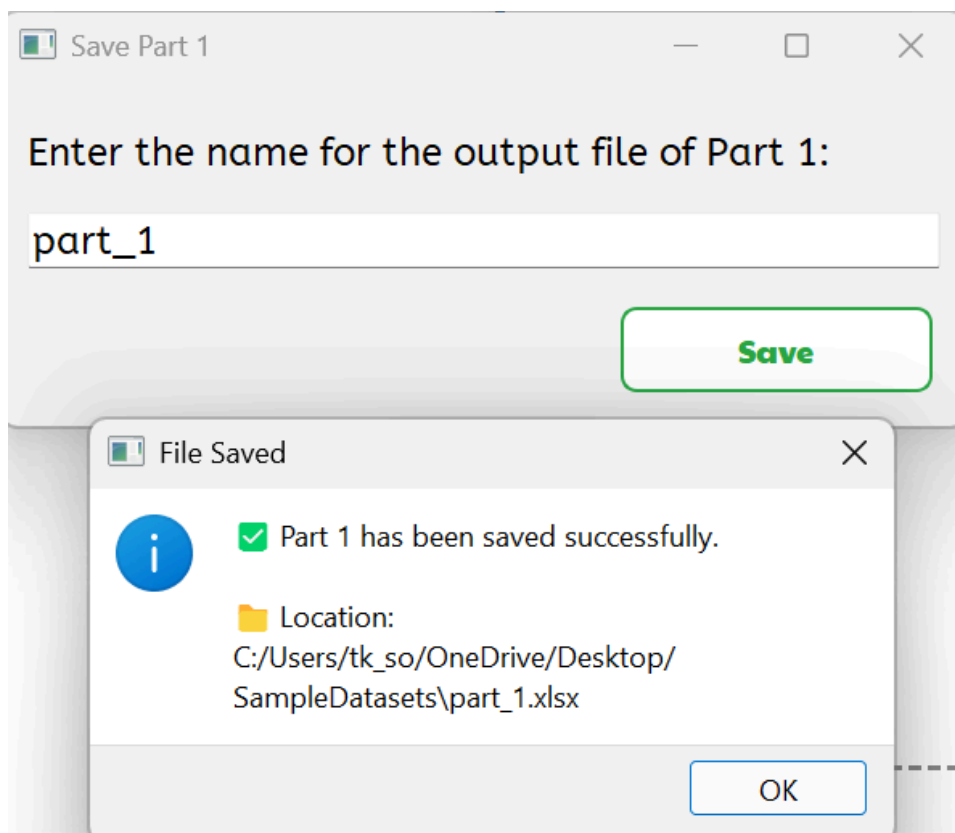 Save Part 1
Enter the name for the output file of Part 1:
part_1
Save
File Saved
✅ Part 1 has been saved successfully.
📁 Location:
C:/Users/tk_so/OneDrive/Desktop/
SampleDatasets\part_1.xlsx
OK